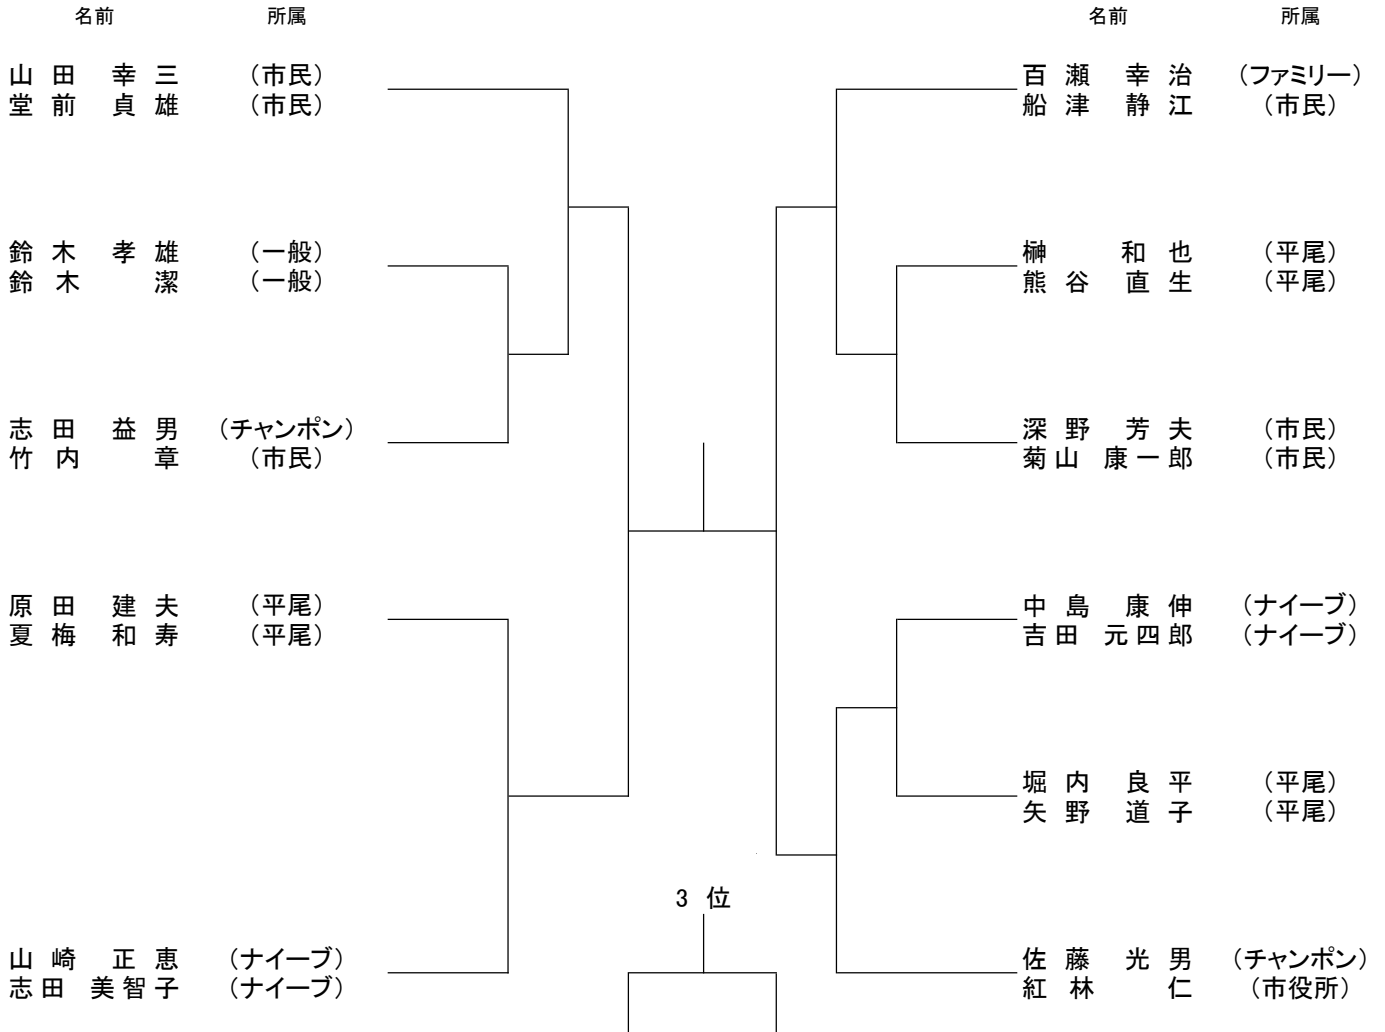 名前 所属 名前 所属
山田 幸三 (市民) 百瀬 幸治 (ファミリー)
堂前 貞雄 (市民) 船津 静江 (市民)
鈴木 孝雄 (一般) 榊 和也 (平尾)
鈴木 潔 (一般) 熊谷 直生 (平尾)
志田 益男 (チャンポン) 深野 芳夫 (市民)
竹内 章 (市民) 菊山 康一郎 (市民)
原田 建夫 (平尾) 中島 康伸 (ナイーブ)
夏梅 和寿 (平尾) 吉田 元四郎 (ナイーブ)
堀内 良平 (平尾)
矢野 道子 (平尾)
3 位
山崎 正恵 (ナイーブ) 佐藤 光男 (チャンポン)
志田 美智子 (ナイーブ) 紅林 仁 (市役所)